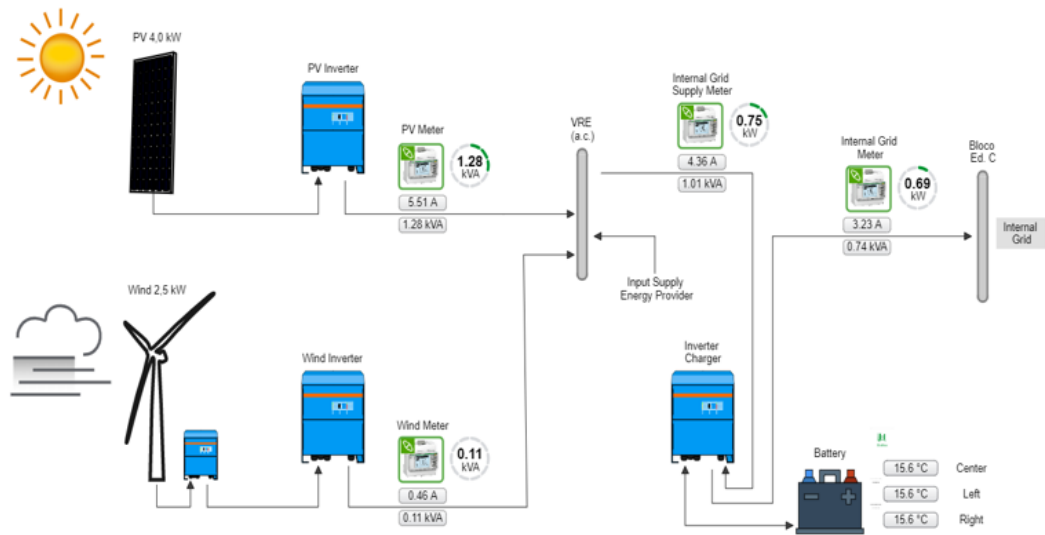 PV 4,0 kW
PV Inverter
PV Meter
1.28
kVA
5.51 A
1.28 kVA
VRE
(a.c.)
Internal Grid
Supply Meter
0.75
kW
4.36 A
1.01 kVA
Internal Grid
Meter
0.69
kW
3.23 A
0.74 kVA
Bloco
Ed. C
Internal
Grid
Input Supply
Energy Provider
Wind 2,5 kW
Wind Inverter
Wind Meter
0.11
kVA
0.46 A
0.11 kVA
Inverter
Charger
Battery
15.6 °C
Center
15.6 °C
Left
15.6 °C
Right